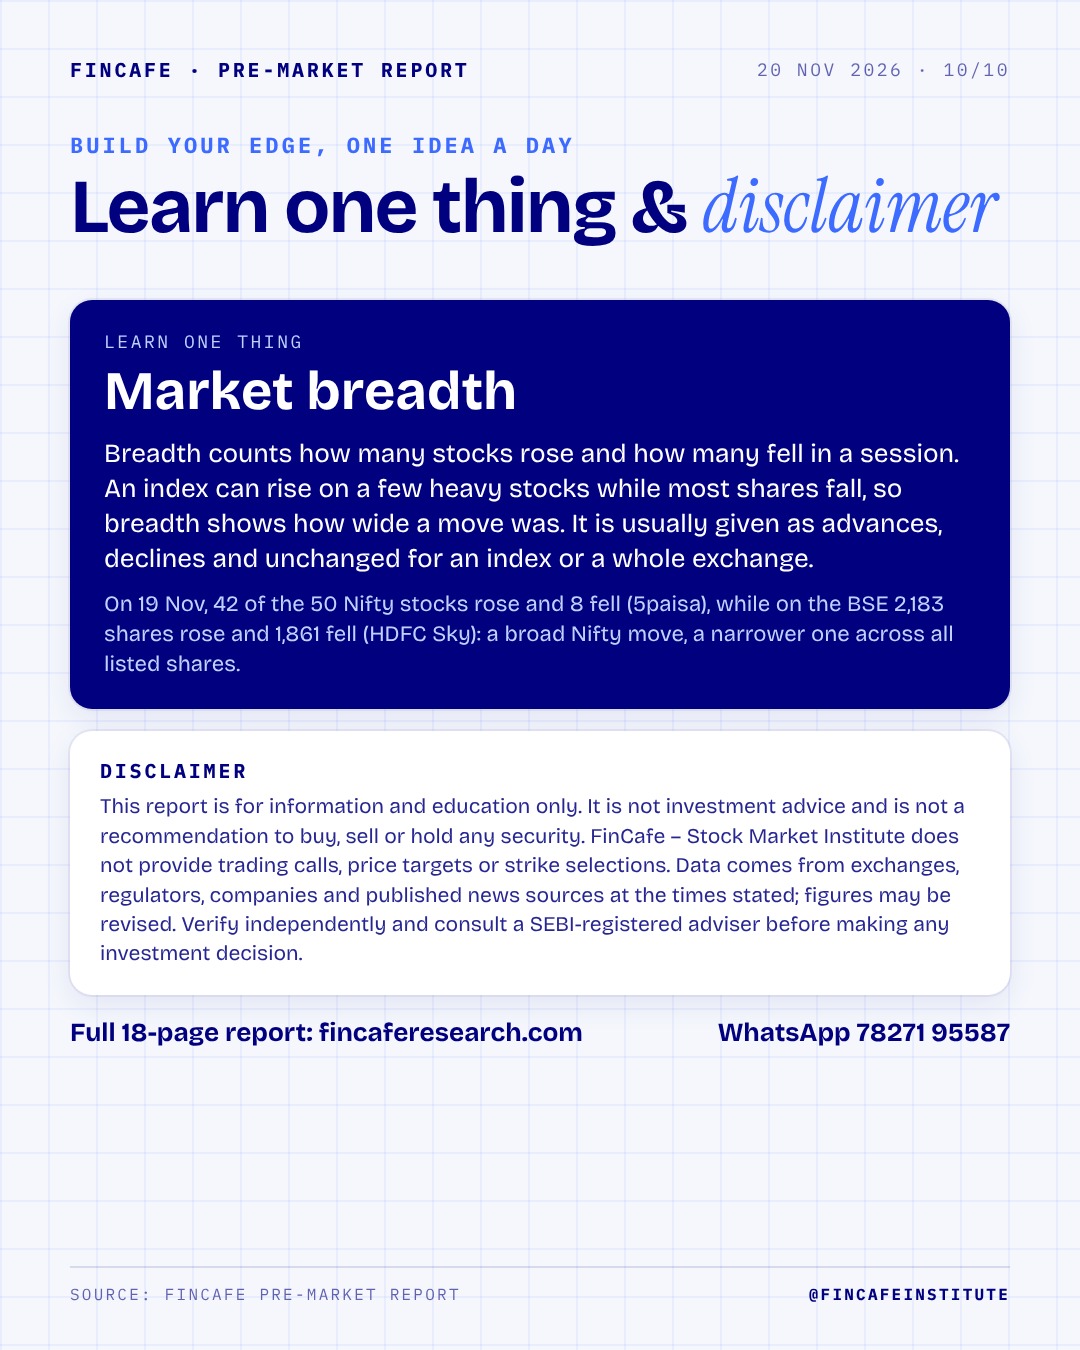 FINCAFE · PRE-MARKET REPORT
20 NOV 2026 · 10/10
BUILD YOUR EDGE, ONE IDEA A DAY
Learn one thing & disclaimer
LEARN ONE THING
Market breadth
Breadth counts how many stocks rose and how many fell in a session.
An index can rise on a few heavy stocks while most shares fall, so
breadth shows how wide a move was. It is usually given as advances,
declines and unchanged for an index or a whole exchange.
On 19 Nov, 42 of the 50 Nifty stocks rose and 8 fell (5paisa), while on the BSE 2,183
shares rose and 1,861 fell (HDFC Sky): a broad Nifty move, a narrower one across all
listed shares.
DISCLAIMER
This report is for information and education only. It is not investment advice and is not a
recommendation to buy, sell or hold any security. FinCafe – Stock Market Institute does
not provide trading calls, price targets or strike selections. Data comes from exchanges,
regulators, companies and published news sources at the times stated; figures may be
revised. Verify independently and consult a SEBI-registered adviser before making any
investment decision.
Full 18-page report: fincaferesearch.com
WhatsApp 78271 95587
SOURCE: FINCAFE PRE-MARKET REPORT
@FINCAFEINSTITUTE